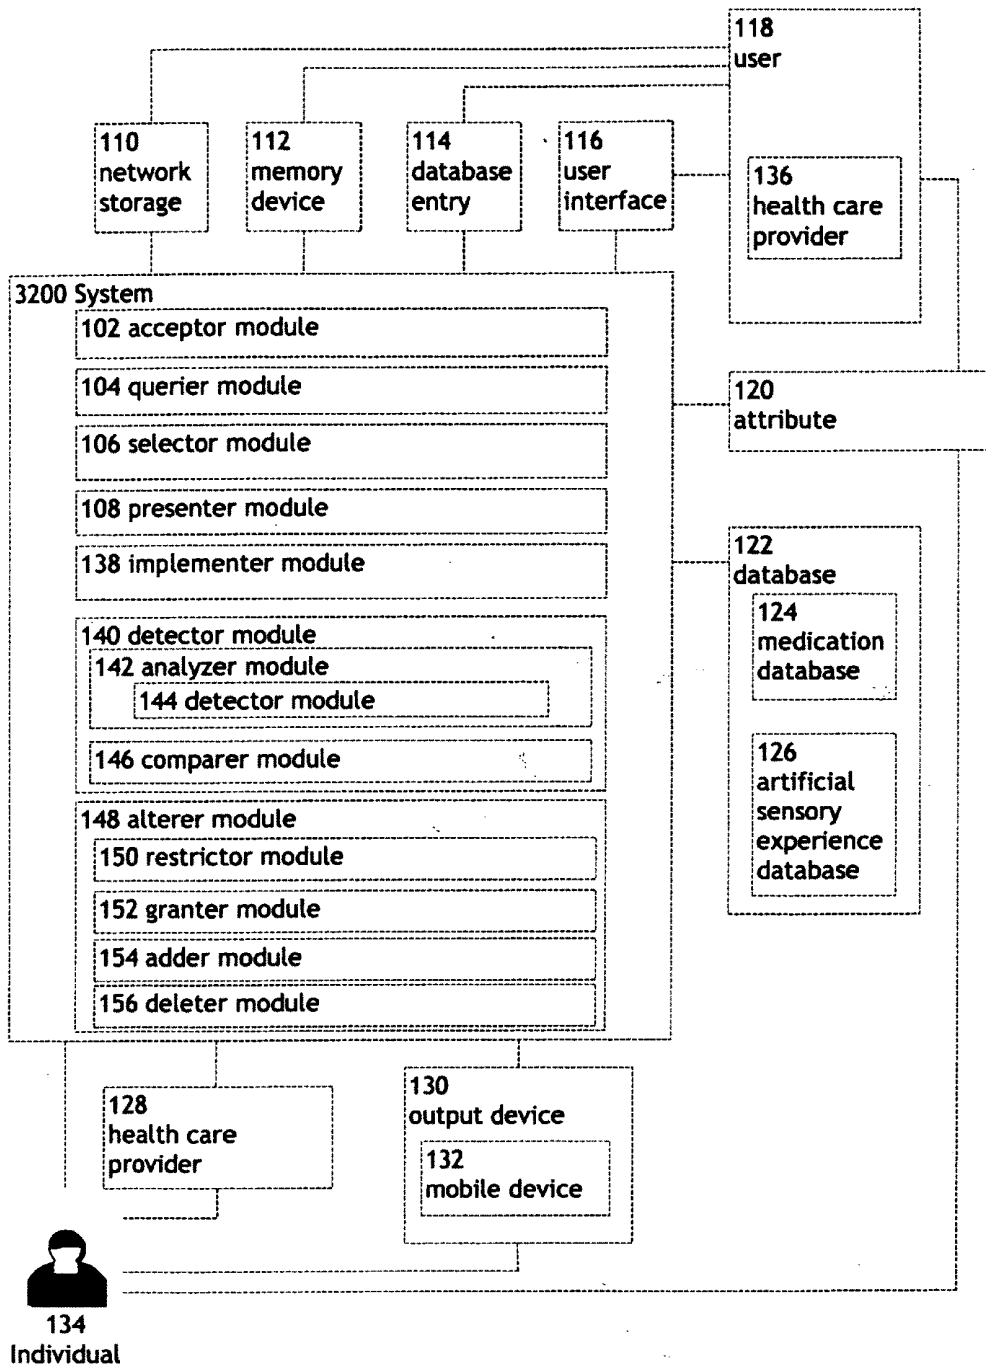 118
user
110
network
storage
112
memory
device
114
database
entry
116
user
interface
136
health care
provider
3200 System
102 acceptor module
104 querier module
106 selector module
108 presenter module
138 implementer module
140 detector module
142 analyzer module
144 detector module
146 comparer module
148 alterer module
150 restrictor module
152 granter module
154 adder module
156 deleter module
120
attribute
122
database
124
medication
database
126
artificial
sensory
experience
database
128
health care
provider
130
output device
132
mobile device
134
Individual